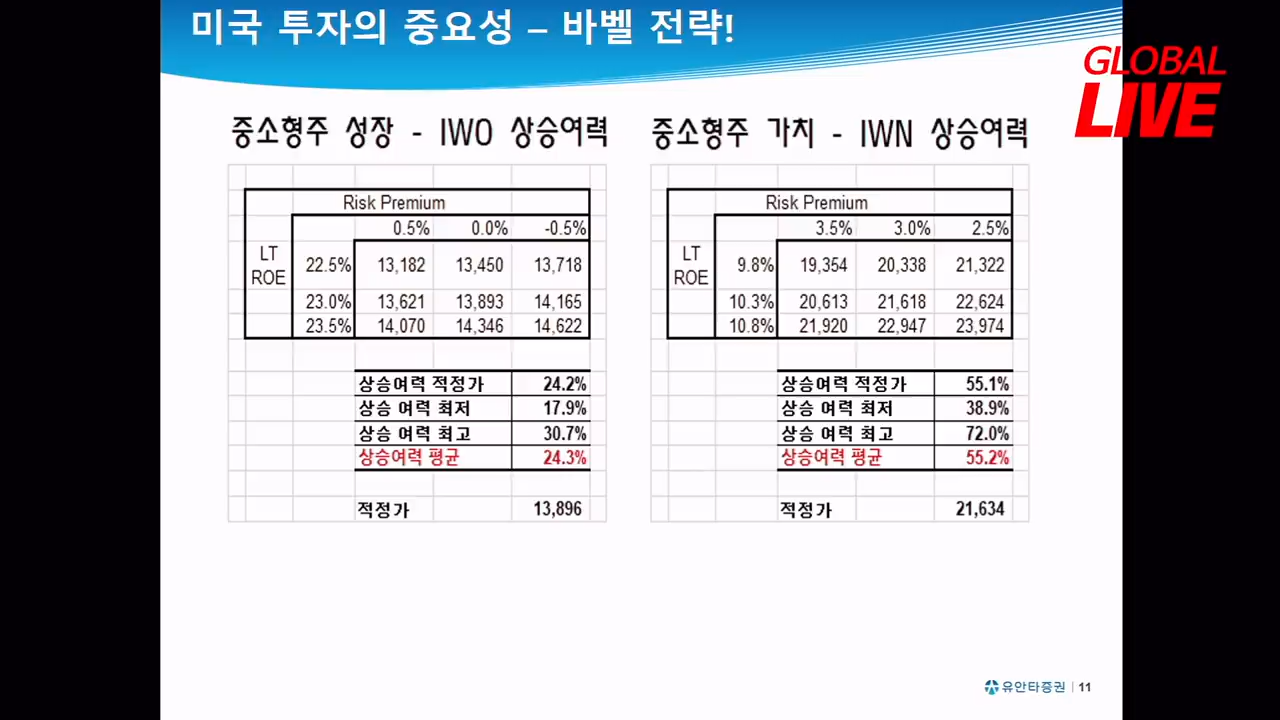 미국 투자의 중요성 – 바벨 전략!
GLOBAL
LIVE
중소형주 성장 - IWO 상승여력
Risk Premium
0.5% 0.0% -0.5%
LT
ROE
22.5% 13,182 13,450 13,718
23.0% 13,621 13,893 14,165
23.5% 14,070 14,346 14,622
상승여력 적정가 24.2%
상승 여력 최저 17.9%
상승 여력 최고 30.7%
상승여력 평균 24.3%
적정가 13,896
중소형주 가치 - IWN 상승여력
Risk Premium
3.5% 3.0% 2.5%
LT
ROE
9.8% 19,354 20,338 21,322
10.3% 20,613 21,618 22,624
10.8% 21,920 22,947 23,974
상승여력 적정가 55.1%
상승 여력 최저 38.9%
상승 여력 최고 72.0%
상승여력 평균 55.2%
적정가 21,634
유안타증권 | 11